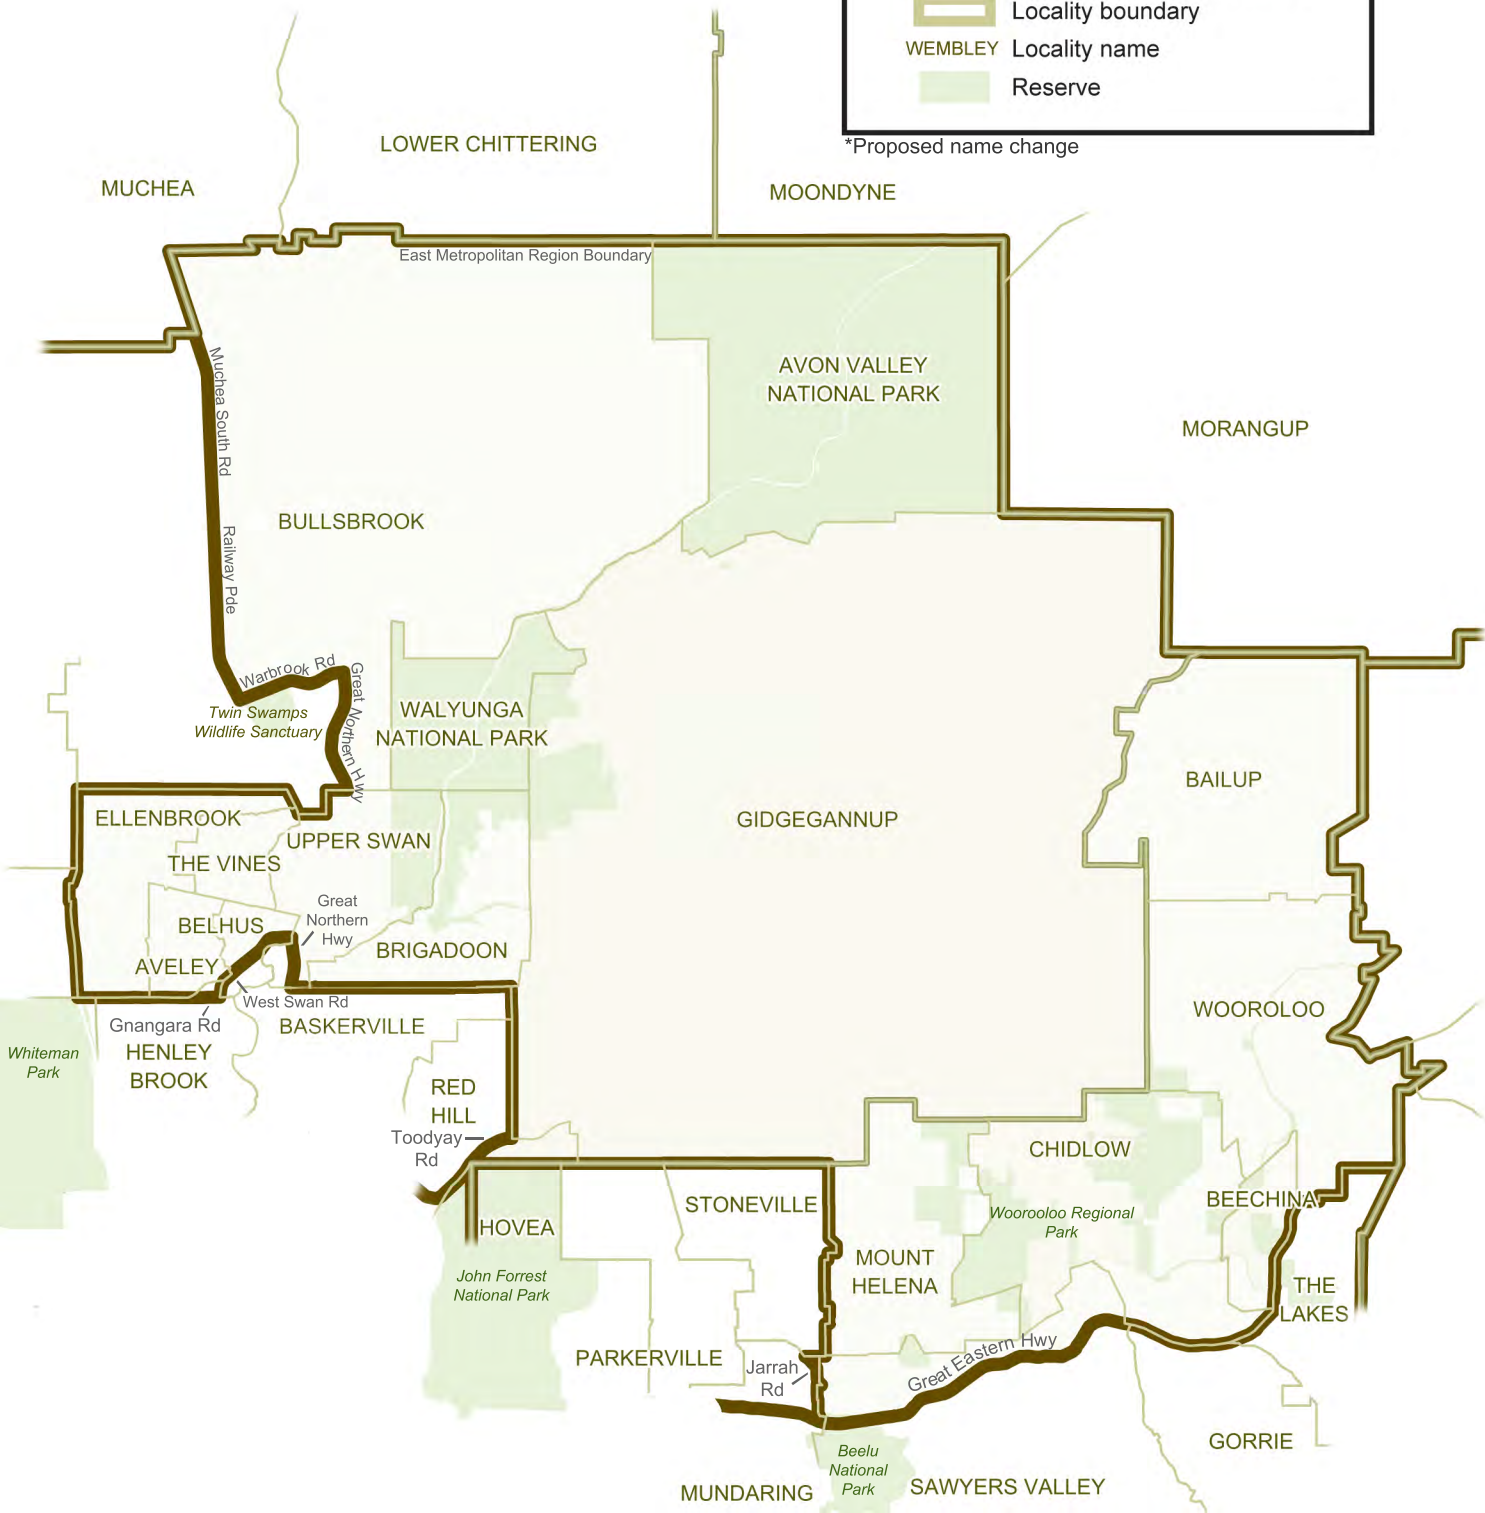 Locality boundary
WEMBLEY Locality name
Reserve
*Proposed name change
LOWER CHITTERING
MUCHEA
MOONDYNE
East Metropolitan Region Boundary
AVON VALLEY
NATIONAL PARK
MORANGUP
Muchea South Rd
BULLSBROOK
Railway Pde
Warbrook Rd
Great Northern Hwy
Twin Swamps
Wildlife Sanctuary
WALYUNGA
NATIONAL PARK
BAILUP
ELLENBROOK
GIDGEGANNUP
UPPER SWAN
THE VINES
Great
Northern
Hwy
BELHUS
BRIGADOON
AVELEY
West Swan Rd
WOOROLOO
Gnangara Rd
BASKERVILLE
HENLEY
BROOK
Whiteman
Park
RED
HILL
Toodyay
Rd
CHIDLOW
STONEVILLE
BEECHINA
HOVEA
Woorooloo Regional
Park
MOUNT
HELENA
John Forrest
National Park
THE
LAKES
PARKERVILLE
Jarrah
Rd
Great Eastern Hwy
GORRIE
Beelu
National
Park
MUNDARING
SAWYERS VALLEY